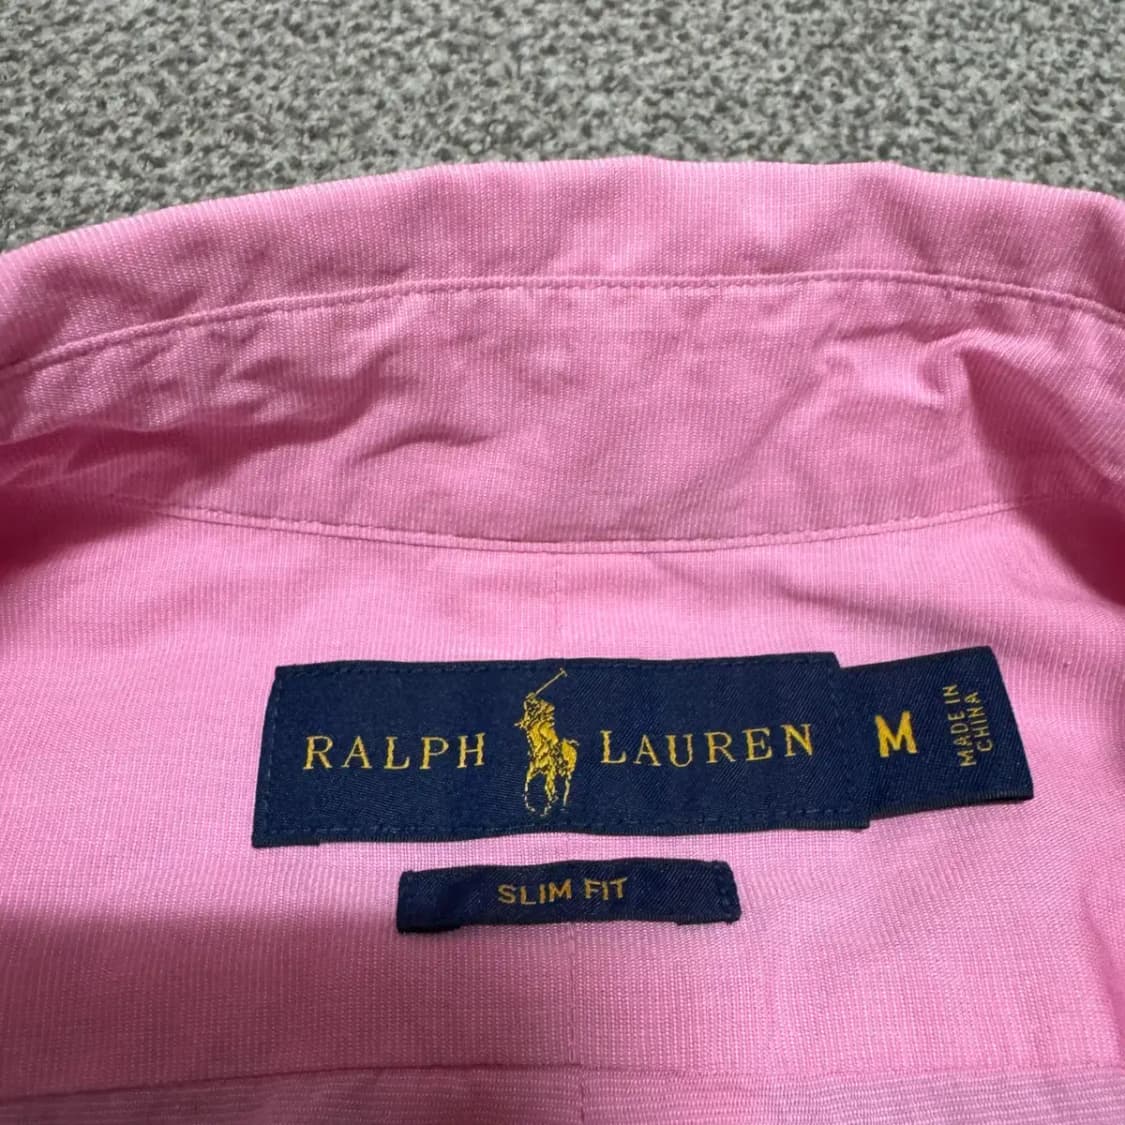 RALPH LAUREN
M
MADE IN
CHINA
SLIM FIT